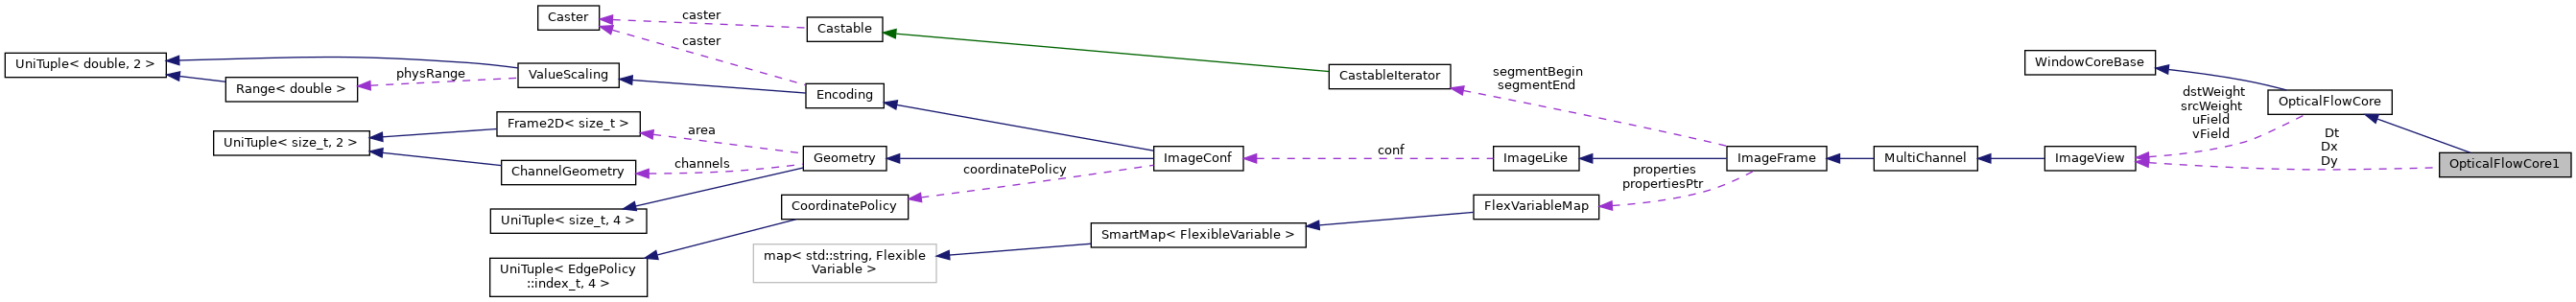 Caster
caster
Castable
caster
UniTuple< double, 2 >
physRange
ValueScaling
Range< double >
Encoding
CastableIterator
segmentBegin
segmentEnd
WindowCoreBase
OpticalFlowCore
dstWeight
srcWeight
uField
vField
Frame2D< size_t >
area
UniTuple< size_t, 2 >
ChannelGeometry
channels
Geometry
ImageConf
conf
ImageLike
ImageFrame
MultiChannel
ImageView
Dt
Dx
Dy
OpticalFlowCore1
coordinatePolicy
properties
propertiesPtr
CoordinatePolicy
FlexVariableMap
UniTuple< size_t, 4 >
SmartMap< FlexibleVariable >
map< std::string, Flexible
Variable >
UniTuple< EdgePolicy
::index_t, 4 >